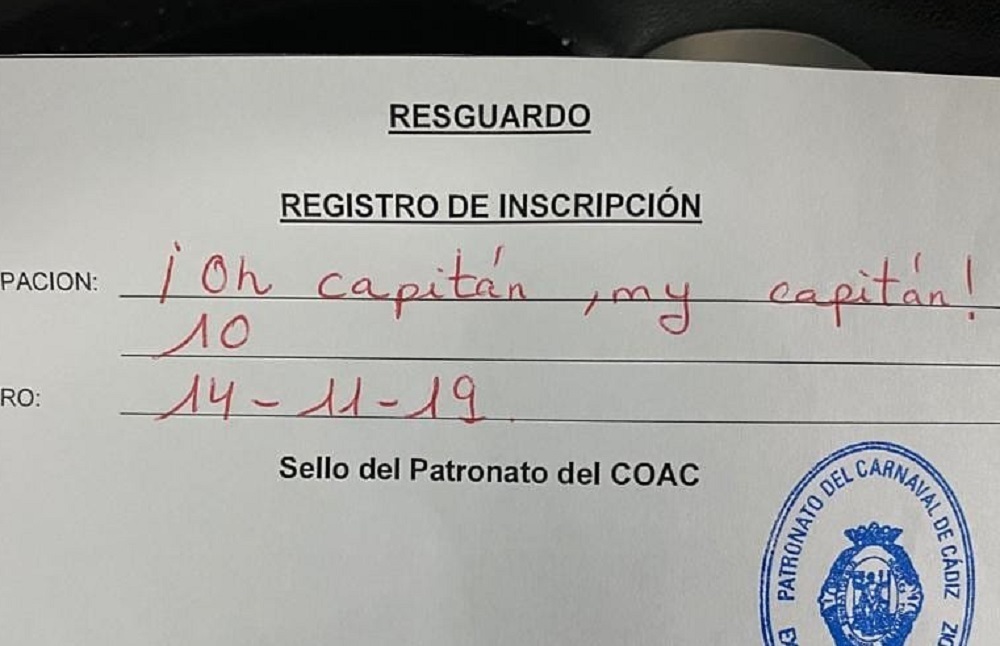 RESGUARDO
REGISTRO DE INSCRIPCIÓN
PACION: ¡Oh capitán, my capitán!
10
RO: 14-11-19
Sello del Patronato del COAC
PATRONATO DEL CARNAVAL DE CÁDIZ